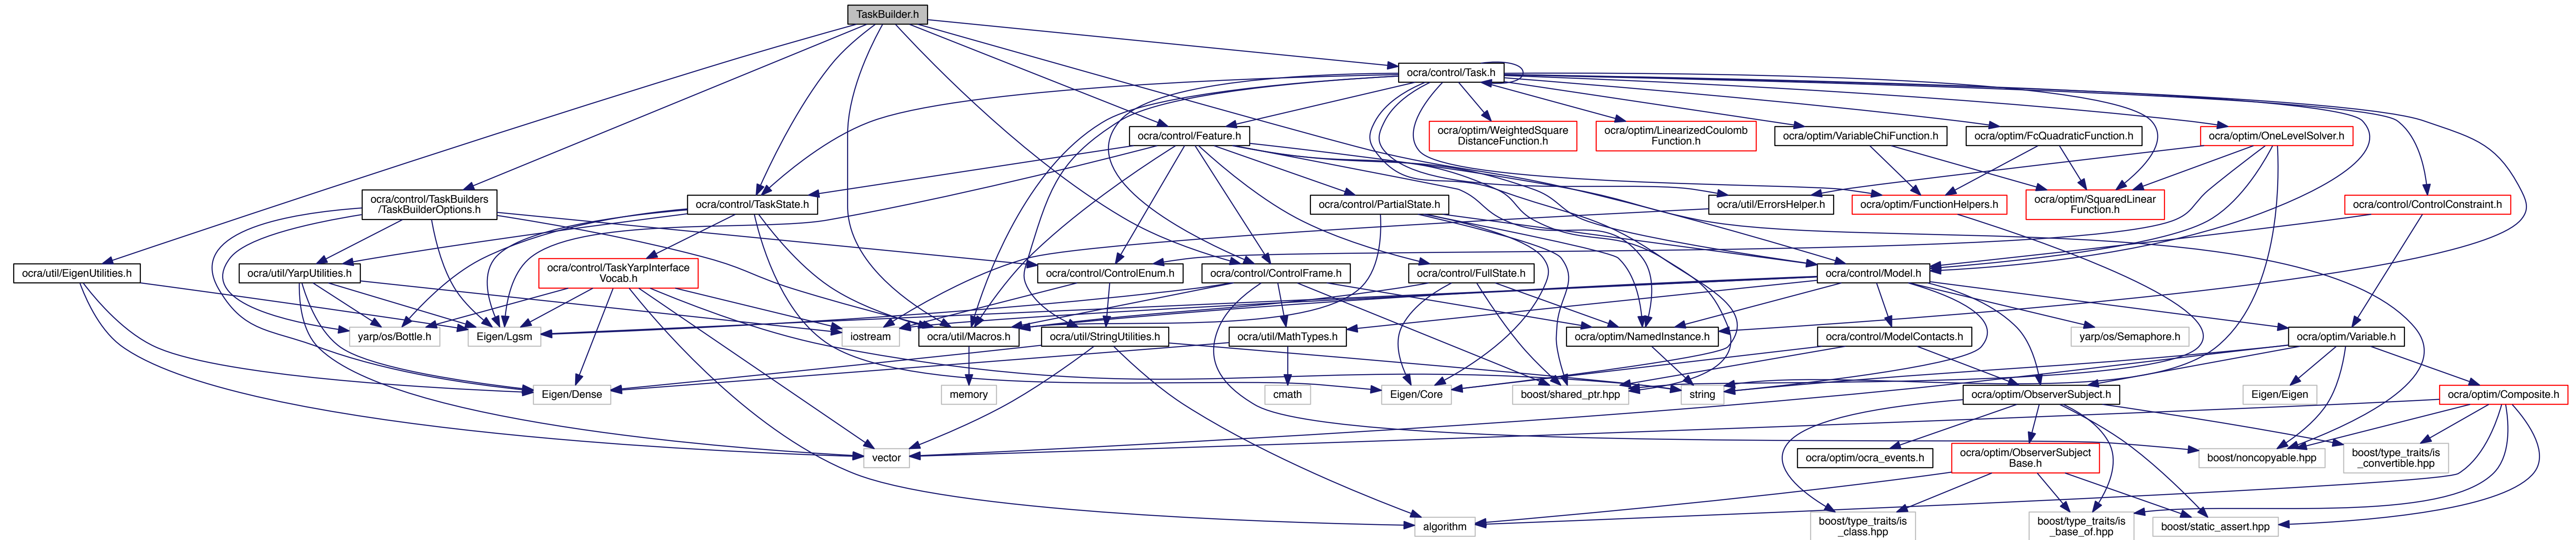 TaskBuilder.h
ocra/control/Task.h
ocra/control/Feature.h
ocra/optim/WeightedSquare
DistanceFunction.h
ocra/optim/LinearizedCoulomb
Function.h
ocra/optim/VariableChiFunction.h
ocra/optim/FcQuadraticFunction.h
ocra/optim/OneLevelSolver.h
ocra/control/TaskBuilders
/TaskBuilderOptions.h
ocra/control/TaskState.h
ocra/control/PartialState.h
ocra/util/ErrorsHelper.h
ocra/optim/FunctionHelpers.h
ocra/optim/SquaredLinear
Function.h
ocra/control/ControlConstraint.h
ocra/util/EigenUtilities.h
ocra/util/YarpUtilities.h
ocra/control/TaskYarpInterface
Vocab.h
ocra/control/ControlEnum.h
ocra/control/ControlFrame.h
ocra/control/FullState.h
ocra/control/Model.h
yarp/os/Bottle.h
Eigen/Lgsm
iostream
ocra/util/Macros.h
ocra/util/StringUtilities.h
ocra/util/MathTypes.h
ocra/optim/NamedInstance.h
ocra/control/ModelContacts.h
yarp/os/Semaphore.h
ocra/optim/Variable.h
Eigen/Dense
memory
cmath
Eigen/Core
boost/shared_ptr.hpp
string
ocra/optim/ObserverSubject.h
Eigen/Eigen
ocra/optim/Composite.h
vector
ocra/optim/ocra_events.h
ocra/optim/ObserverSubject
Base.h
boost/noncopyable.hpp
boost/type_traits/is
_convertible.hpp
algorithm
boost/type_traits/is
_class.hpp
boost/type_traits/is
_base_of.hpp
boost/static_assert.hpp